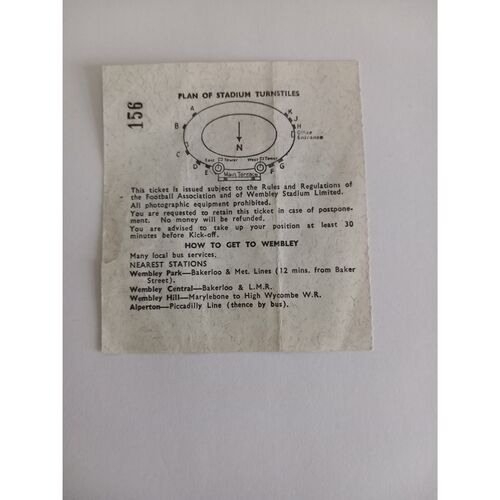 156
PLAN OF STADIUM TURNSTILES
A
K
J
B
H
Office
Entrance
N
C
East Tower
West Tower
D
G
E
F
Main Terrace
This ticket is issued subject to the Rules and Regulations of
the Football Association and of Wembley Stadium Limited.
All photographic equipment prohibited.
You are requested to retain this ticket in case of postpone-
ment. No money will be refunded.
You are advised to take up your position at least 30
minutes before Kick-off.
HOW TO GET TO WEMBLEY
Many local bus services.
NEAREST STATIONS
Wembley Park—Bakerloo & Met. Lines (12 mins. from Baker
Street).
Wembley Central—Bakerloo & L.M.R.
Wembley Hill—Marylebone to High Wycombe W.R.
Alperton—Piccadilly Line (thence by bus).